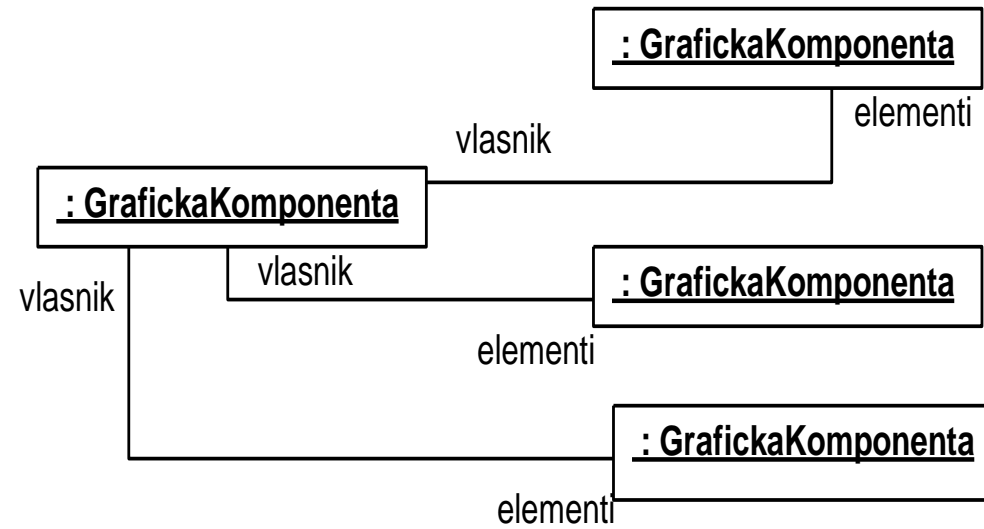 : GrafickaKomponenta
elementi
vlasnik
: GrafickaKomponenta
vlasnik
: GrafickaKomponenta
vlasnik
elementi
: GrafickaKomponenta
elementi